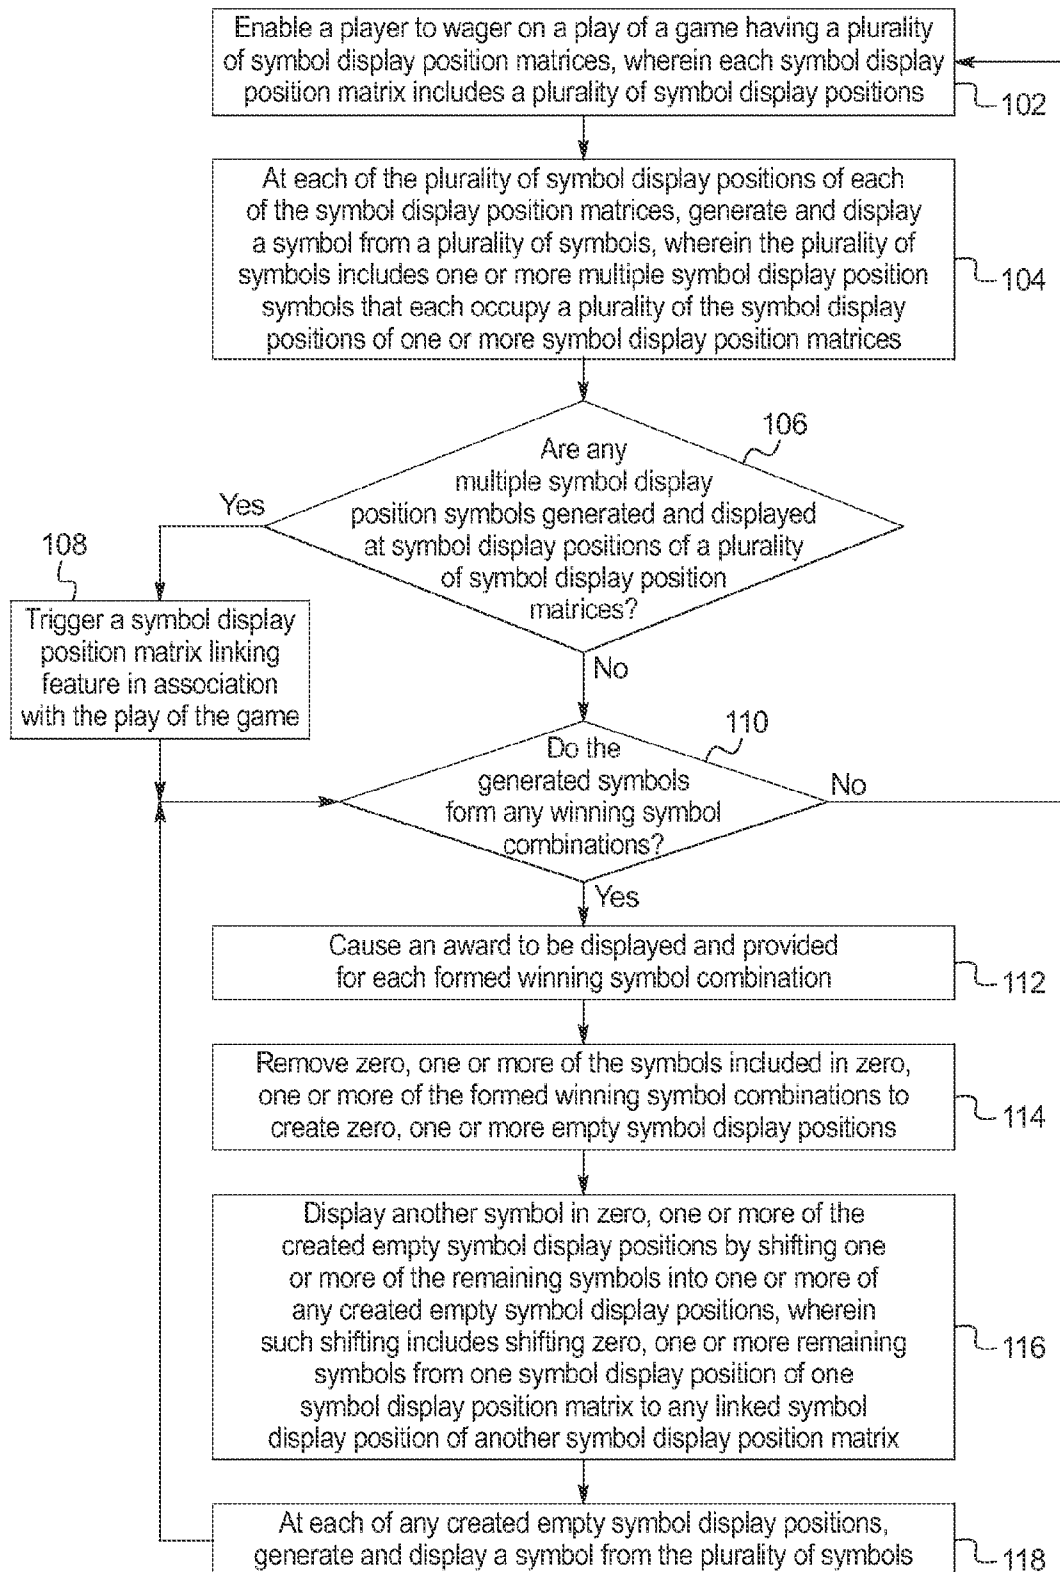 Enable a player to wager on a play of a game having a plurality
of symbol display position matrices, wherein each symbol display
position matrix includes a plurality of symbol display positions
102
At each of the plurality of symbol display positions of each
of the symbol display position matrices, generate and display
a symbol from a plurality of symbols, wherein the plurality of
symbols includes one or more multiple symbol display position
symbols that each occupy a plurality of the symbol display
positions of one or more symbol display position matrices
104
106
Are any
multiple symbol display
position symbols generated and displayed
at symbol display positions of a plurality
of symbol display position
matrices?
Yes
108
Trigger a symbol display
position matrix linking
feature in association
with the play of the game
No
110
Do the
generated symbols
form any winning symbol
combinations?
No
Yes
Cause an award to be displayed and provided
for each formed winning symbol combination
112
Remove zero, one or more of the symbols included in zero,
one or more of the formed winning symbol combinations to
create zero, one or more empty symbol display positions
114
Display another symbol in zero, one or more of the
created empty symbol display positions by shifting one
or more of the remaining symbols into one or more of
any created empty symbol display positions, wherein
such shifting includes shifting zero, one or more remaining
symbols from one symbol display position of one
symbol display position matrix to any linked symbol
display position of another symbol display position matrix
116
At each of any created empty symbol display positions,
generate and display a symbol from the plurality of symbols
118